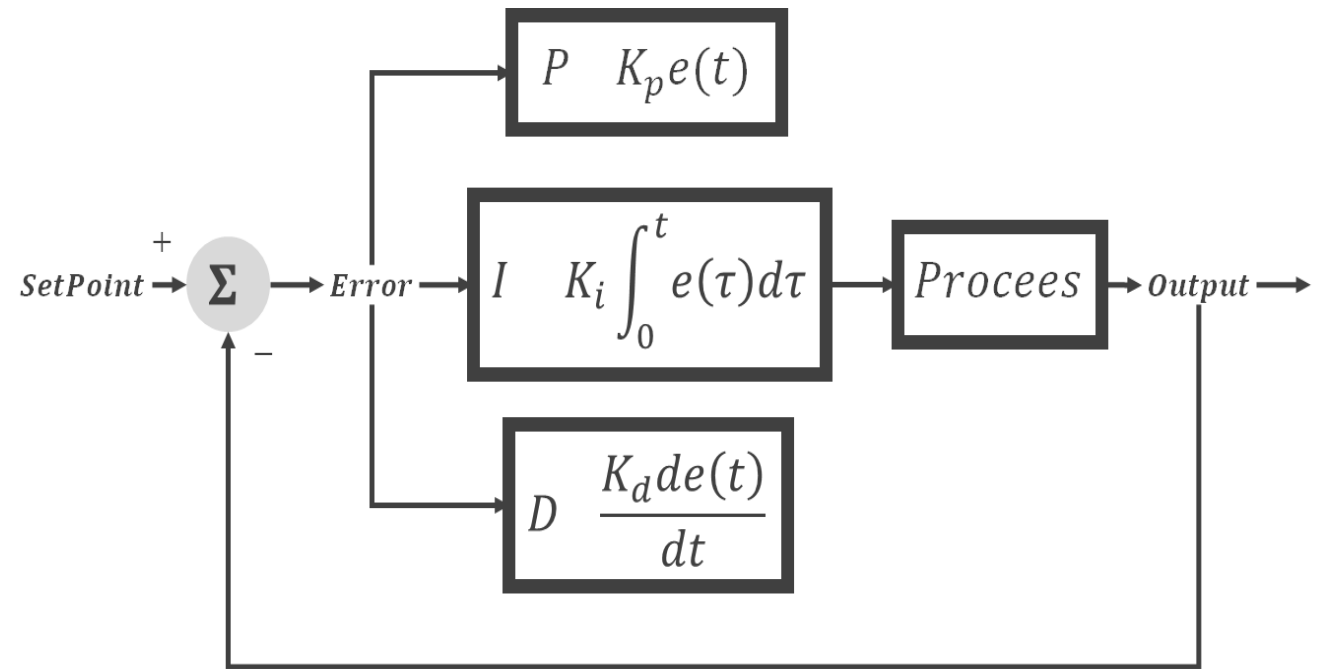 P K_p e(t)
+
SetPoint Σ Error I K_i ∫_0^t e(τ)dτ Procees Output
−
D K_d de(t)
dt